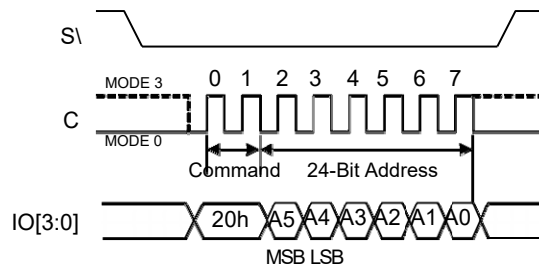 S\
0 1 2 3 4 5 6 7
MODE 3
C
MODE 0
Command 24-Bit Address
IO[3:0] 20h A5 A4 A3 A2 A1 A0
MSB LSB